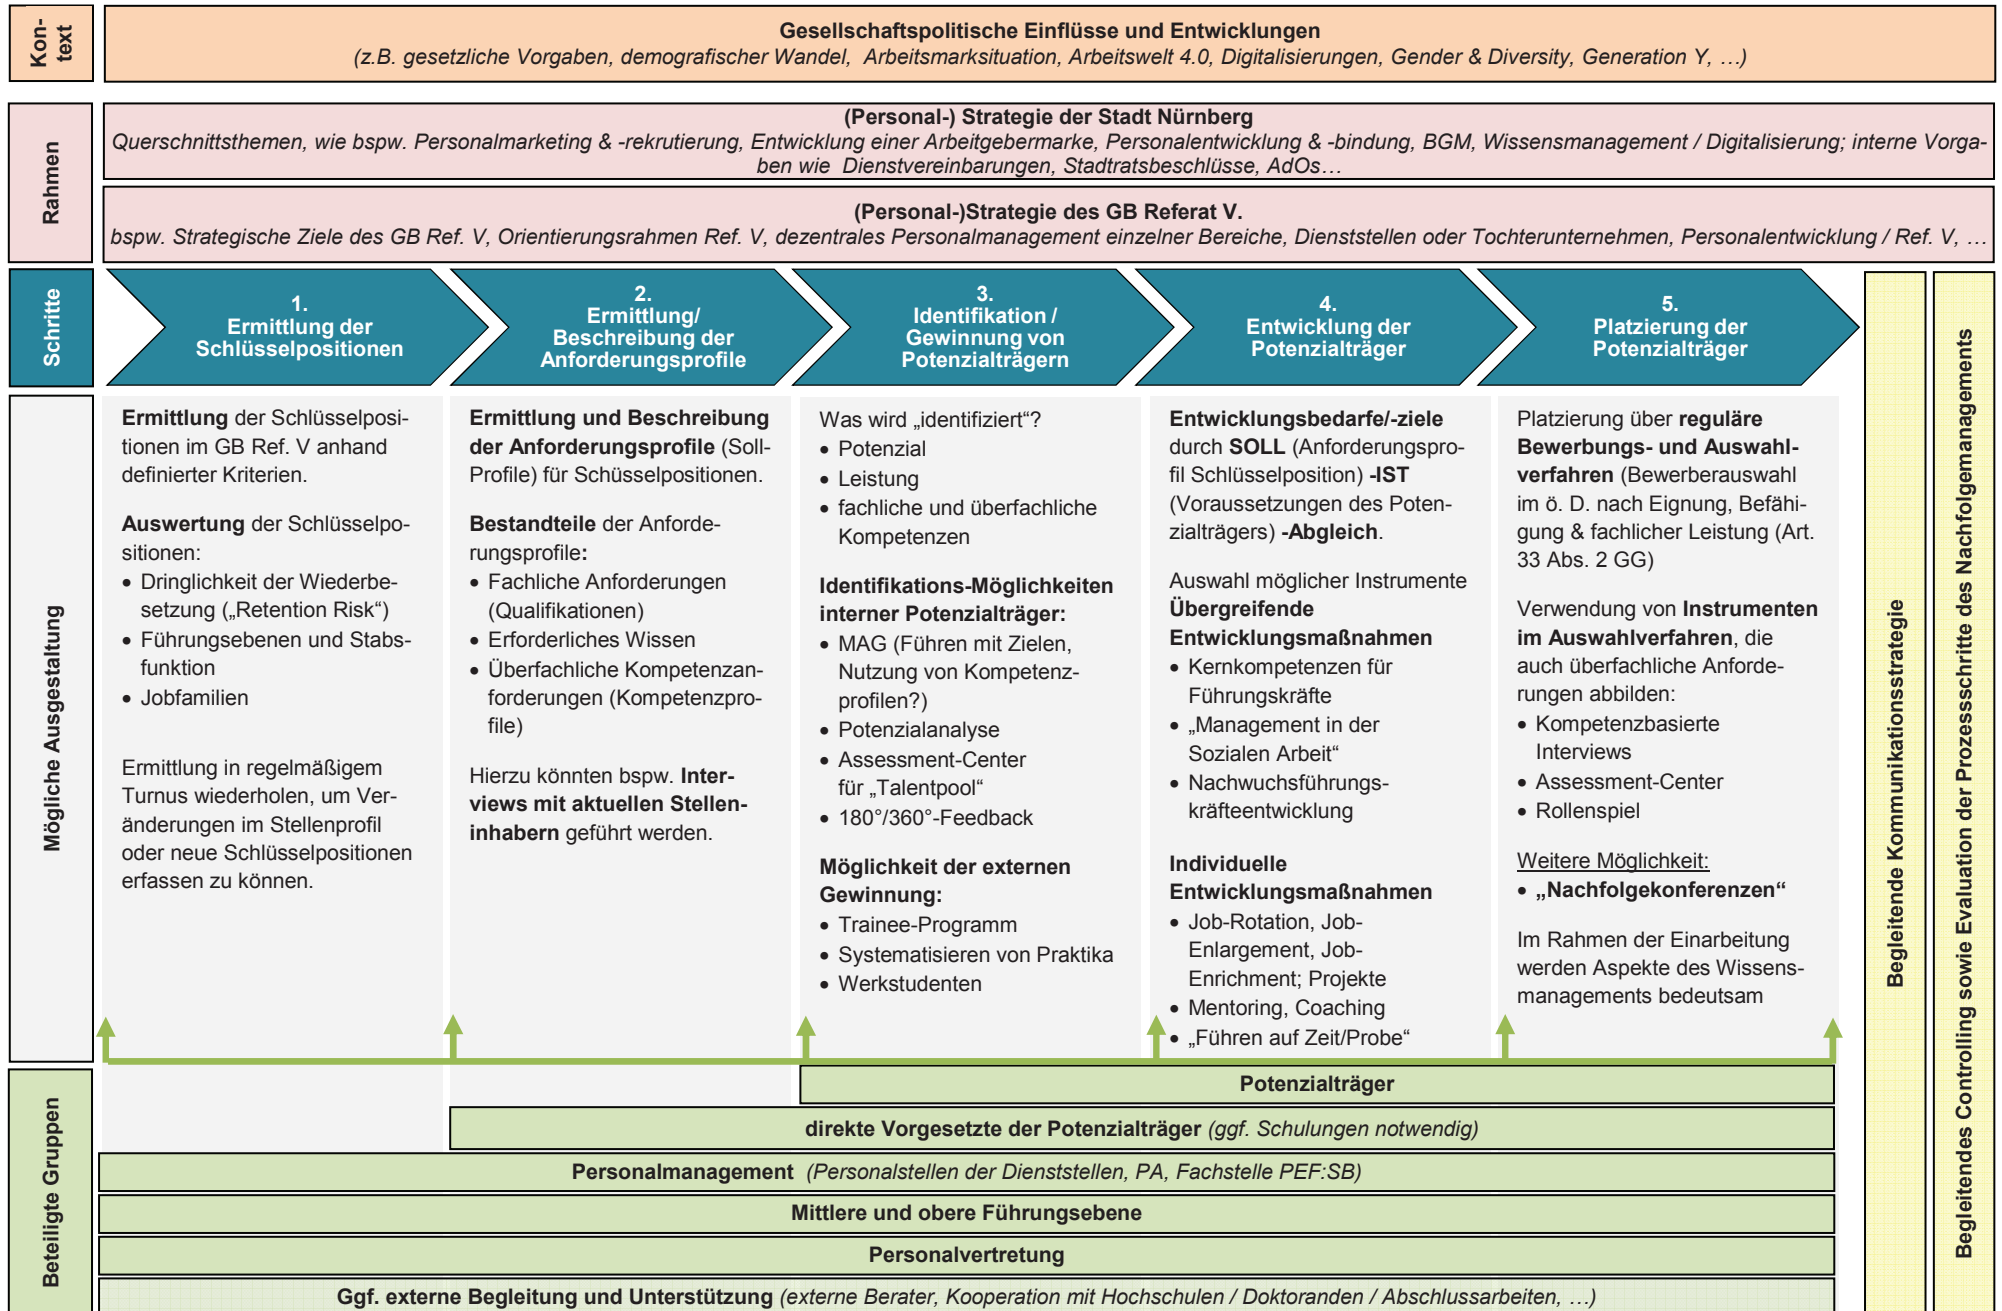 Kon-
text
Gesellschaftspolitische Einflüsse und Entwicklungen
(z.B. gesetzliche Vorgaben, demografischer Wandel, Arbeitsmarksituation, Arbeitswelt 4.0, Digitalisierungen, Gender & Diversity, Generation Y, …)
Rahmen
(Personal-) Strategie der Stadt Nürnberg
Querschnittsthemen, wie bspw. Personalmarketing & -rekrutierung, Entwicklung einer Arbeitgebermarke, Personalentwicklung & -bindung, BGM, Wissensmanagement / Digitalisierung; interne Vorga-
ben wie Dienstvereinbarungen, Stadtratsbeschlüsse, AdOs…
(Personal-)Strategie des GB Referat V.
bspw. Strategische Ziele des GB Ref. V, Orientierungsrahmen Ref. V, dezentrales Personalmanagement einzelner Bereiche, Dienststellen oder Tochterunternehmen, Personalentwicklung / Ref. V, …
Schritte
1.
Ermittlung der
Schlüsselpositionen
2.
Ermittlung/
Beschreibung der
Anforderungsprofile
3.
Identifikation /
Gewinnung von
Potenzialträgern
4.
Entwicklung der
Potenzialträger
5.
Platzierung der
Potenzialträger
Mögliche Ausgestaltung
Ermittlung der Schlüsselposi-
tionen im GB Ref. V anhand
definierter Kriterien.
Auswertung der Schlüsselpo-
sitionen:
• Dringlichkeit der Wiederbe-
setzung („Retention Risk“)
• Führungsebenen und Stabs-
funktion
• Jobfamilien
Ermittlung in regelmäßigem
Turnus wiederholen, um Ver-
änderungen im Stellenprofil
oder neue Schlüsselpositionen
erfassen zu können.
Ermittlung und Beschreibung
der Anforderungsprofile (Soll-
Profile) für Schüsselpositionen.
Bestandteile der Anforde-
rungsprofile:
• Fachliche Anforderungen
(Qualifikationen)
• Erforderliches Wissen
• Überfachliche Kompetenzan-
forderungen (Kompetenzpro-
file)
Hierzu könnten bspw. Inter-
views mit aktuellen Stellen-
inhabern geführt werden.
Was wird „identifiziert“?
• Potenzial
• Leistung
• fachliche und überfachliche
Kompetenzen
Identifikations-Möglichkeiten
interner Potenzialträger:
• MAG (Führen mit Zielen,
Nutzung von Kompetenz-
profilen?)
• Potenzialanalyse
• Assessment-Center
für „Talentpool“
• 180°/360°-Feedback
Möglichkeit der externen
Gewinnung:
• Trainee-Programm
• Systematisieren von Praktika
• Werkstudenten
Entwicklungsbedarfe/-ziele
durch SOLL (Anforderungspro-
fil Schlüsselposition) -IST
(Voraussetzungen des Poten-
zialträgers) -Abgleich.
Auswahl möglicher Instrumente
Übergreifende
Entwicklungsmaßnahmen
• Kernkompetenzen für
Führungskräfte
• „Management in der
Sozialen Arbeit“
• Nachwuchsführungs-
kräfteentwicklung
Individuelle
Entwicklungsmaßnahmen
• Job-Rotation, Job-
Enlargement, Job-
Enrichment; Projekte
• Mentoring, Coaching
• „Führen auf Zeit/Probe“
Platzierung über reguläre
Bewerbungs- und Auswahl-
verfahren (Bewerberauswahl
im ö. D. nach Eignung, Befähi-
gung & fachlicher Leistung (Art.
33 Abs. 2 GG)
Verwendung von Instrumenten
im Auswahlverfahren, die
auch überfachliche Anforde-
rungen abbilden:
• Kompetenzbasierte
Interviews
• Assessment-Center
• Rollenspiel
Weitere Möglichkeit:
• „Nachfolgekonferenzen“
Im Rahmen der Einarbeitung
werden Aspekte des Wissens-
managements bedeutsam
Begleitende Kommunikationsstrategie
Begleitendes Controlling sowie Evaluation der Prozessschritte des Nachfolgemanagements
Beteiligte Gruppen
Potenzialträger
direkte Vorgesetzte der Potenzialträger (ggf. Schulungen notwendig)
Personalmanagement (Personalstellen der Dienststellen, PA, Fachstelle PEF:SB)
Mittlere und obere Führungsebene
Personalvertretung
Ggf. externe Begleitung und Unterstützung (externe Berater, Kooperation mit Hochschulen / Doktoranden / Abschlussarbeiten, …)